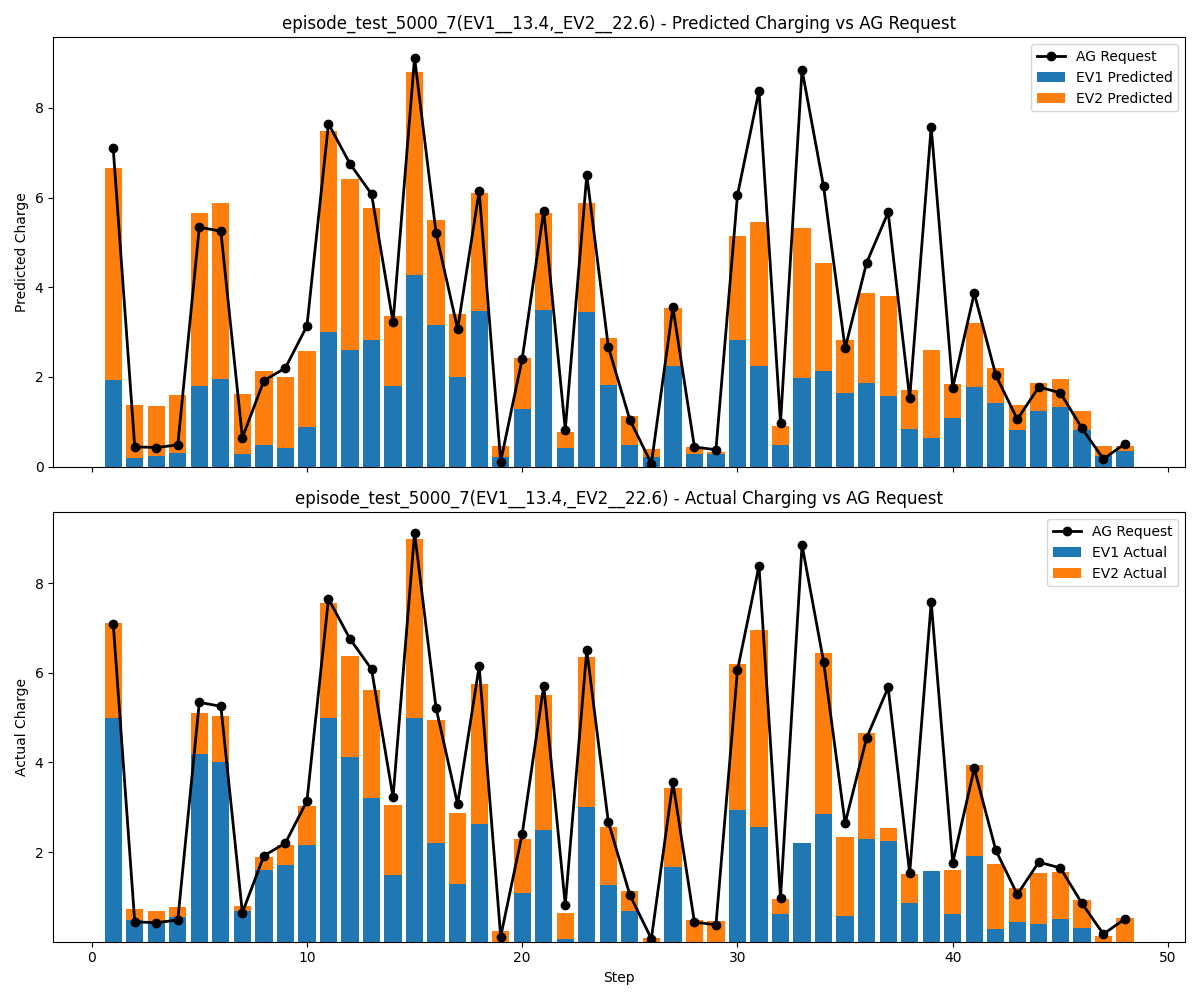 episode_test_5000_7(EV1__13.4,_EV2__22.6) - Predicted Charging vs AG Request
AG Request
EV1 Predicted
EV2 Predicted
Predicted Charge
8
6
4
2
0
episode_test_5000_7(EV1__13.4,_EV2__22.6) - Actual Charging vs AG Request
AG Request
EV1 Actual
EV2 Actual
Actual Charge
8
6
4
2
0 10 20 30 40 50
Step